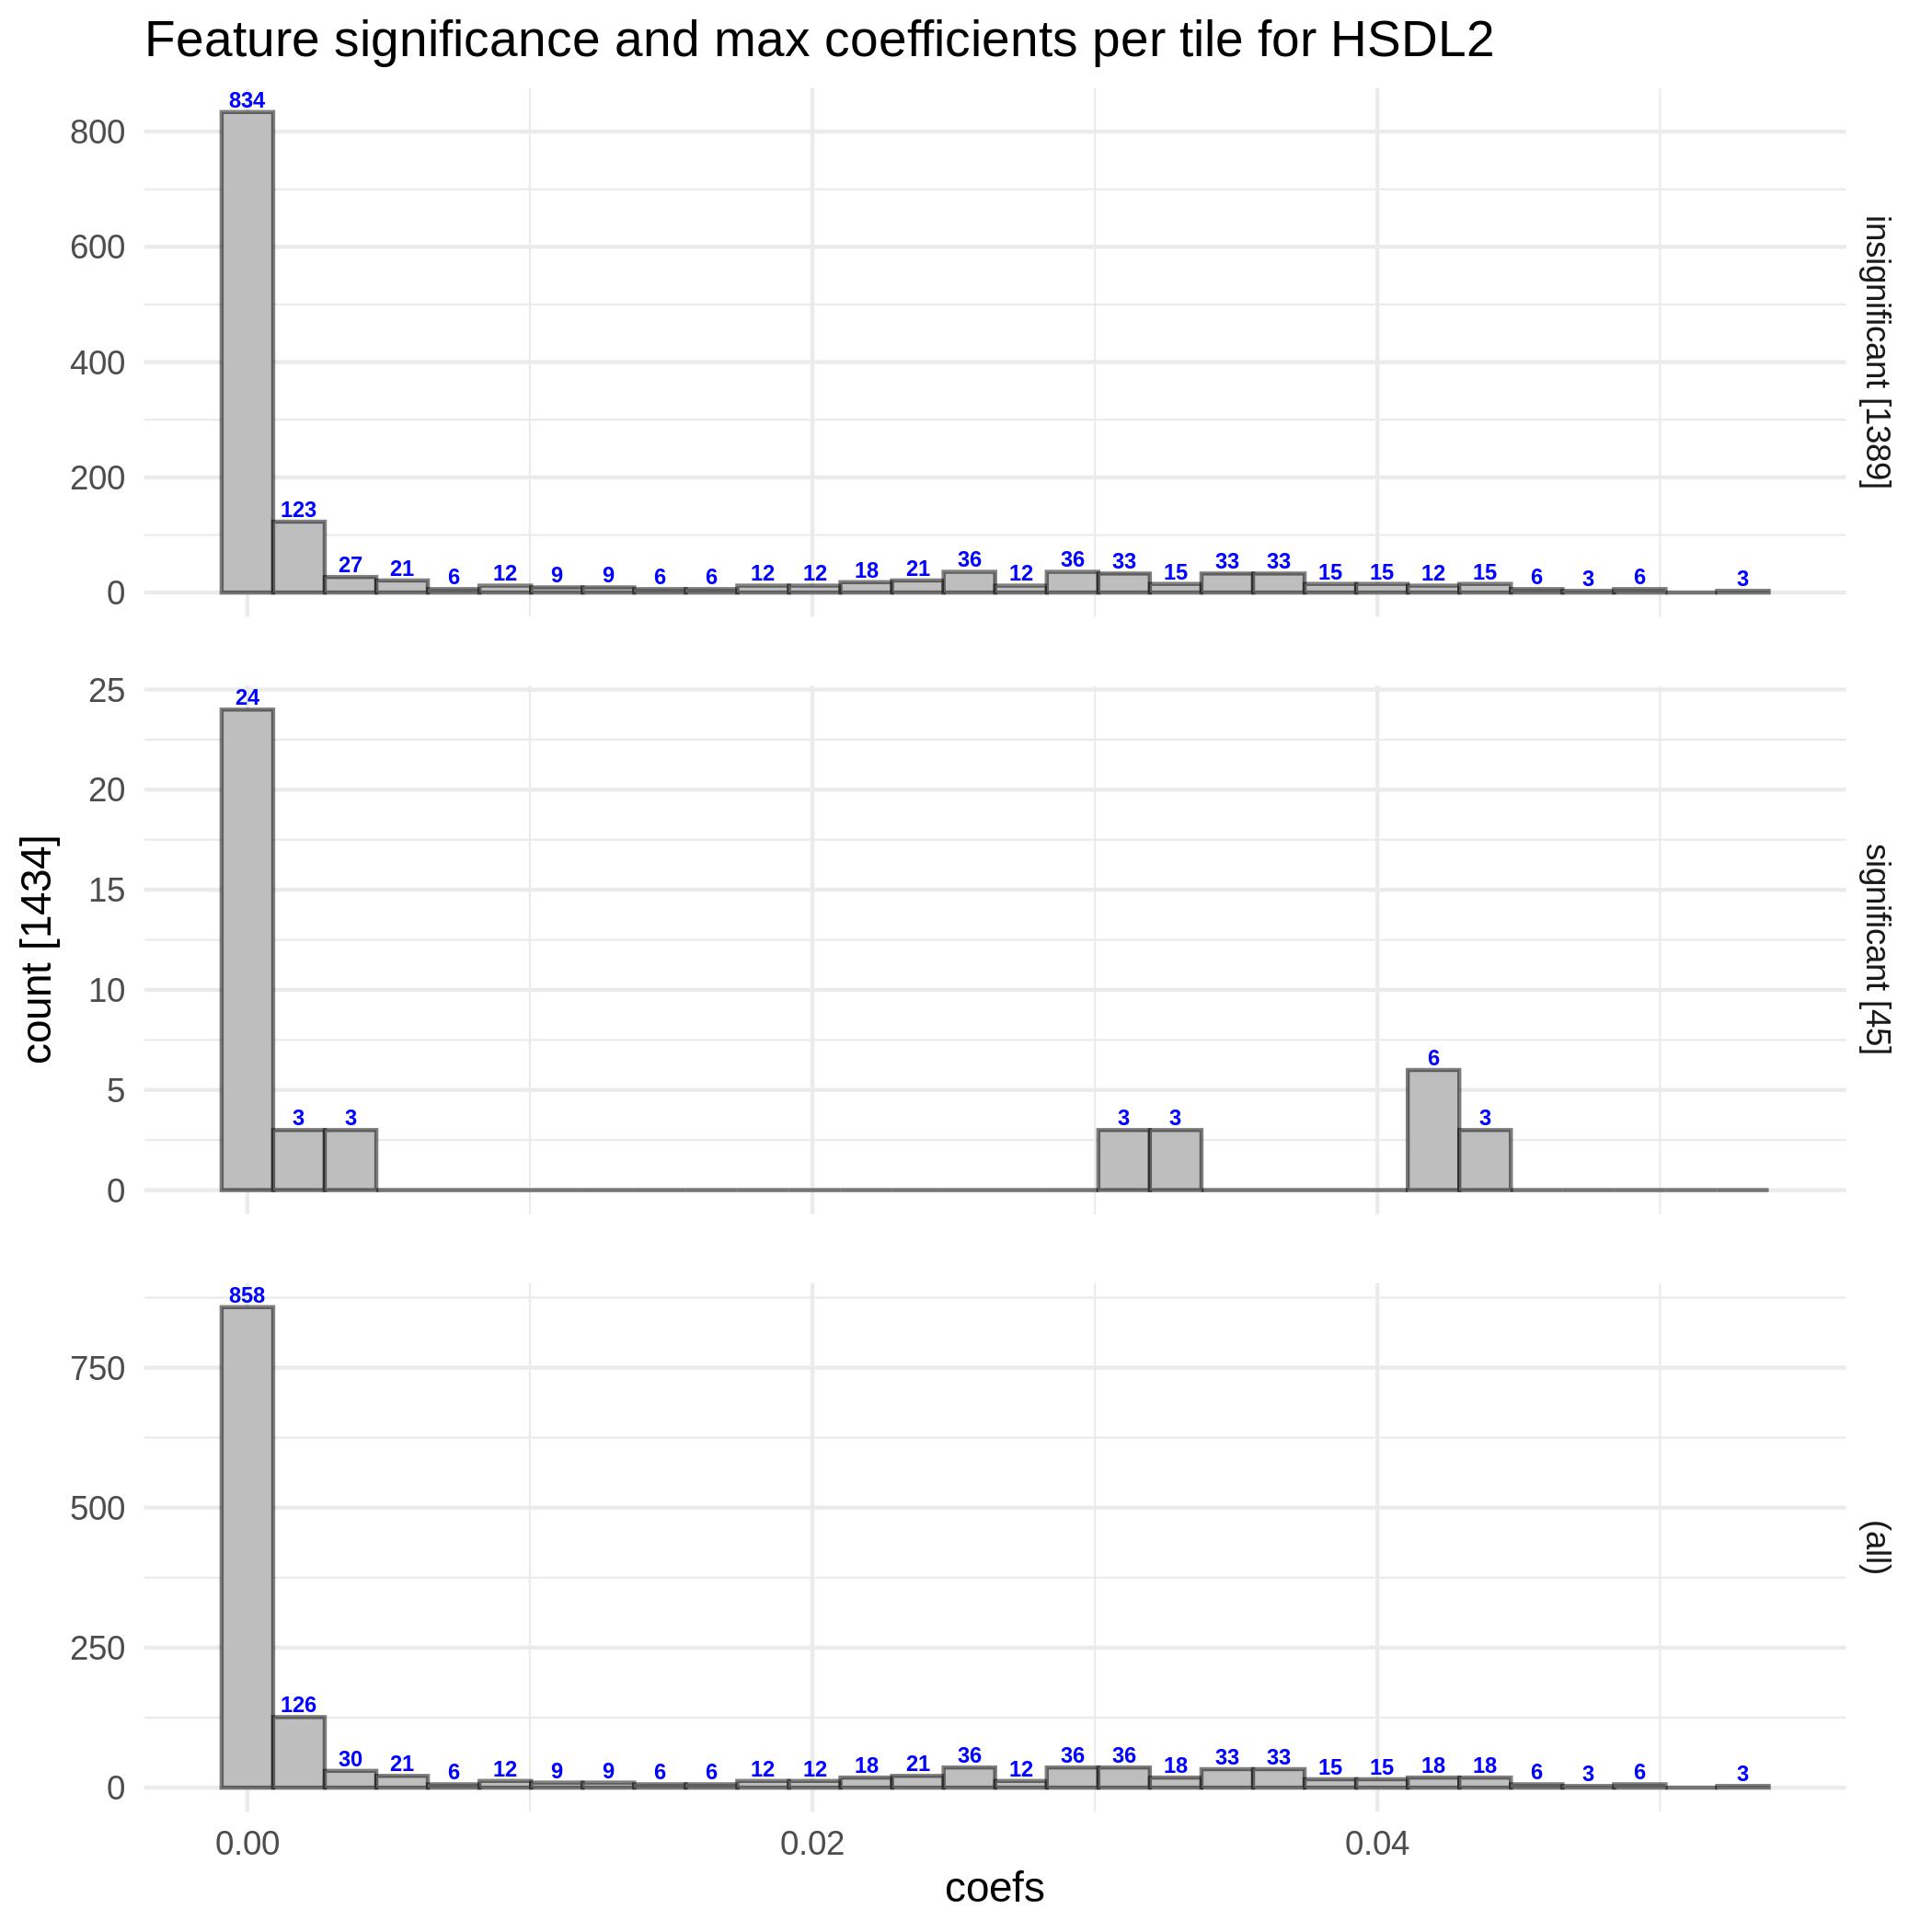 Feature significance and max coefficients per tile for HSDL2
834
800
600
400
200
0
123 27 21 6 12 9 9 6 6 12 12 18 21 36 12 36 33 15 33 33 15 15 12 15 6 3 6 3
insignificant [1389]
25
20
15
10
5
0
24 3 3 3 3 6 3
significant [45]
count [1434]
858
750
500
250
0
126 30 21 6 12 9 9 6 6 12 12 18 21 36 12 36 36 18 33 33 15 15 18 18 6 3 6 3
(all)
0.00 0.02 0.04
coefs